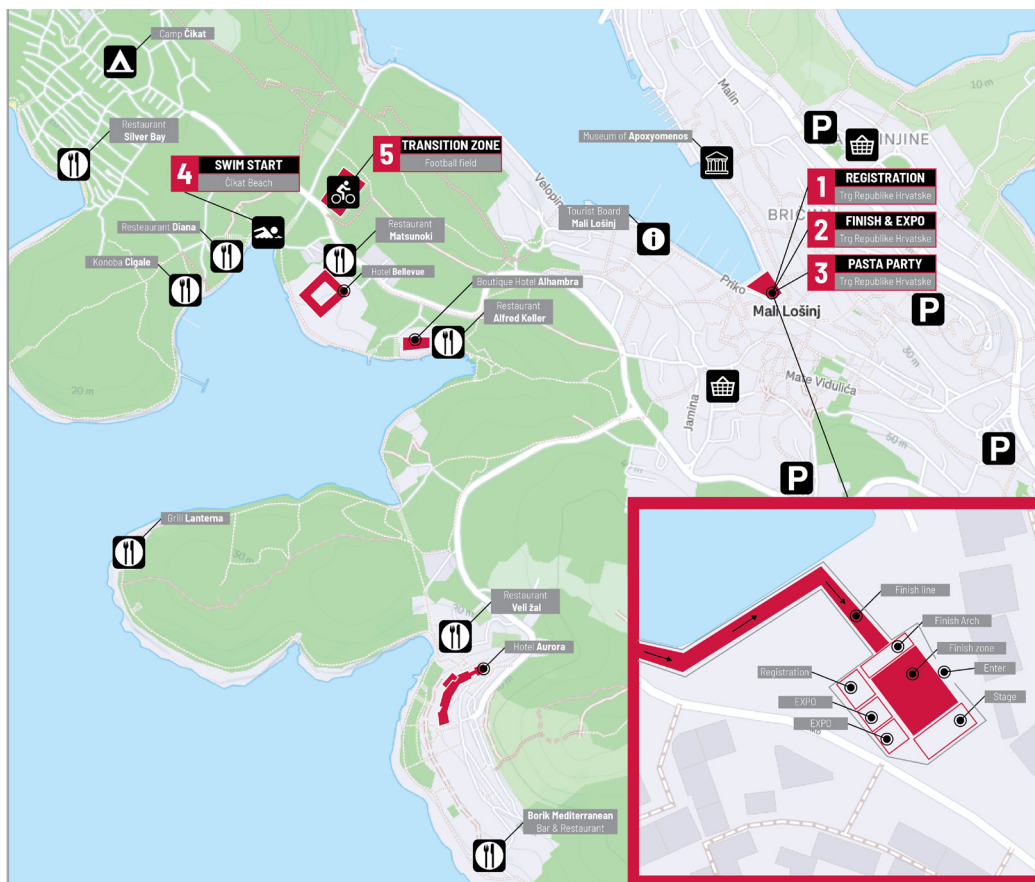 Camp Čikat
Restaurant
Silver Bay
4
SWIM START
Čikat Beach
5
TRANSITION ZONE
Football field
Resteaurant Diana
Konoba Cigale
Restaurant
Matsunoki
Hotel Bellevue
Boutique Hotel Alhambra
Restaurant
Alfred Keller
Velopin
Tourist Board
Mali Lošinj
i
Museum of Apoxyomenos
Malin
P
INJINE
10 m
1
REGISTRATION
Trg Republike Hrvatske
2
FINISH & EXPO
Trg Republike Hrvatske
3
PASTA PARTY
Trg Republike Hrvatske
Priko
Mali Lošinj
P
30 m
Mate Vidulića
Jamina
50 m
P
P
20 m
Grill Lanterna
Restaurant
Veli žal
Hotel Aurora
Borik Mediterranean
Bar & Restaurant
Finish line
Finish Arch
Finish zone
Enter
Registration
EXPO
EXPO
Stage